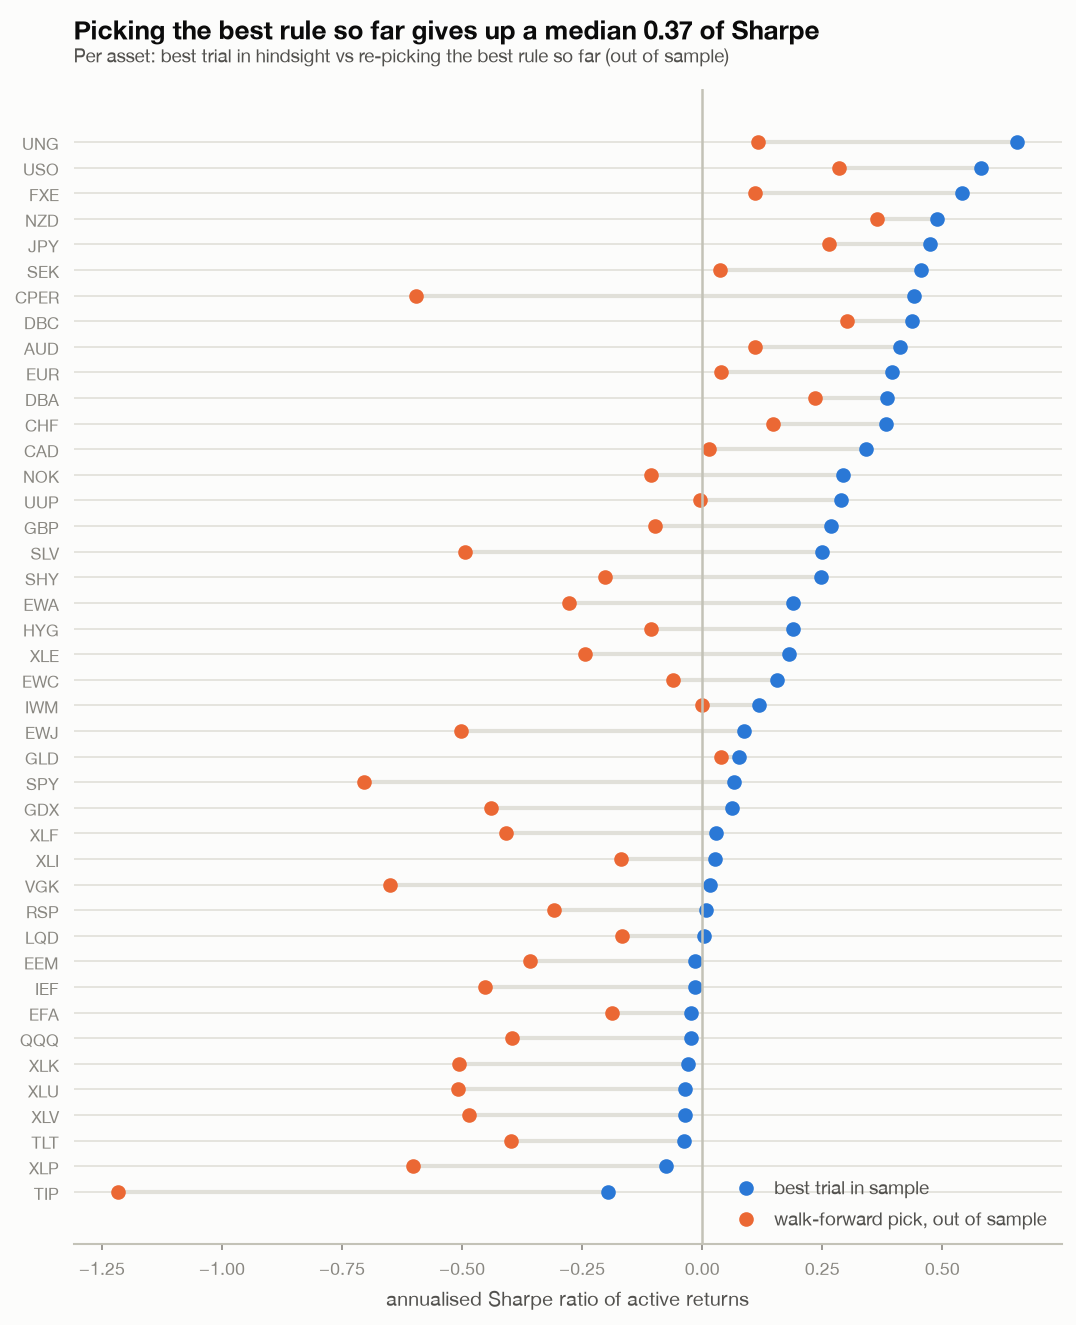 Picking the best rule so far gives up a median 0.37 of Sharpe
Per asset: best trial in hindsight vs re-picking the best rule so far (out of sample)
UNG
USO
FXE
NZD
JPY
SEK
CPER
DBC
AUD
EUR
DBA
CHF
CAD
NOK
UUP
GBP
SLV
SHY
EWA
HYG
XLE
EWC
IWM
EWJ
GLD
SPY
GDX
XLF
XLI
VGK
RSP
LQD
EEM
IEF
EFA
QQQ
XLK
XLU
XLV
TLT
XLP
TIP
best trial in sample
walk-forward pick, out of sample
−1.25 −1.00 −0.75 −0.50 −0.25 0.00 0.25 0.50
annualised Sharpe ratio of active returns